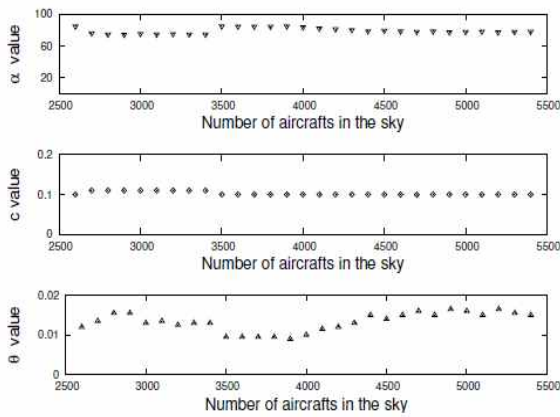 100
80
60
20
α value
2500 3000 3500 4000 4500 5000 5500
Number of aircrafts in the sky
0.2
0.1
0
c value
2500 3000 3500 4000 4500 5000 5500
Number of aircrafts in the sky
0.02
0.01
0
θ value
2500 3000 3500 4000 4500 5000 5500
Number of aircrafts in the sky